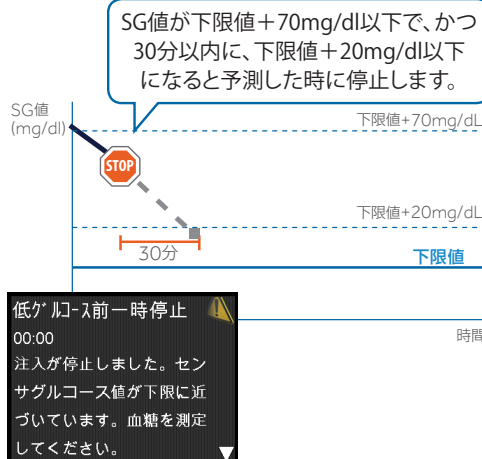 SG値が下限値+70mg/dl以下で、かつ
30分以内に、下限値+20mg/dl以下
になると予測した時に停止します。
SG値
(mg/dl)
下限値+70mg/dL
STOP
下限値+20mg/dL
30分
下限値
時間
低グルコース前一時停止
00:00
注入が停止しました。セン
サグルコース値が下限に近
づいています。血糖を測定
してください。